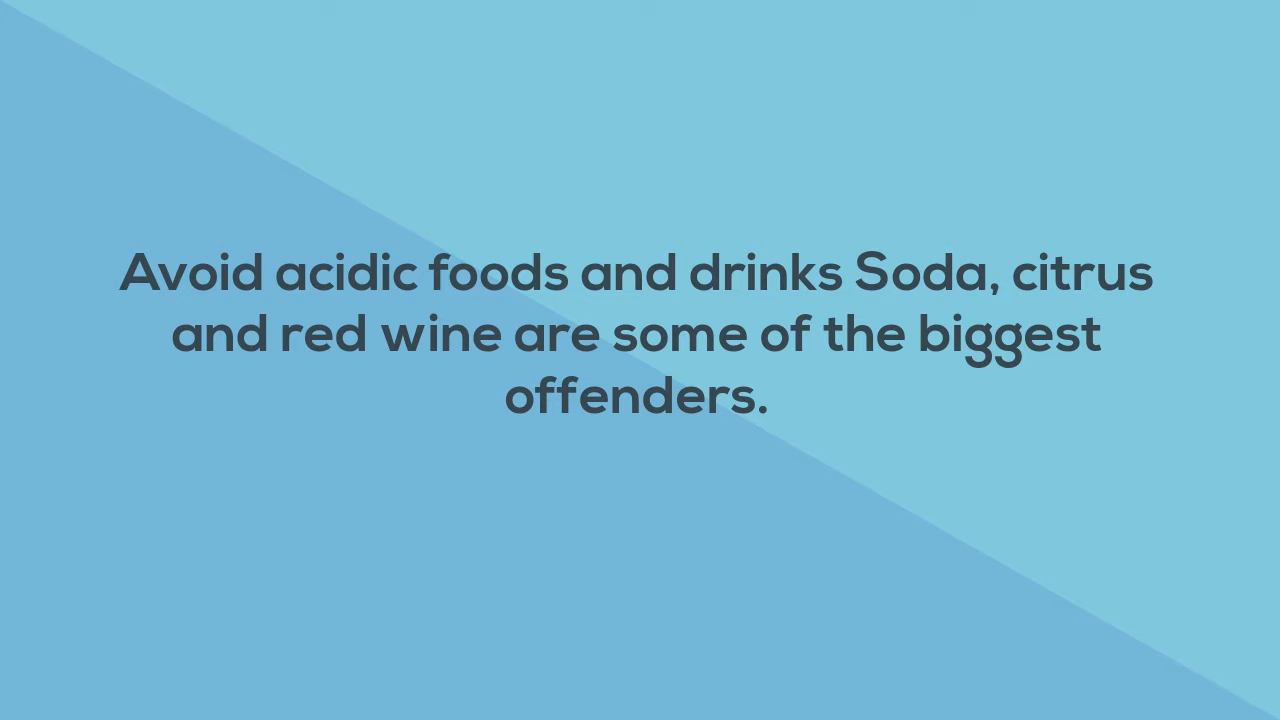 Avoid acidic foods and drinks Soda, citrus
and red wine are some of the biggest
offenders.